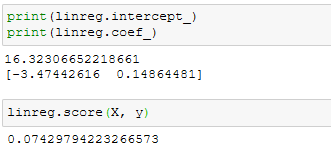 print(linreg.intercept_)
print(linreg.coef_)
16.32306652218661
[-3.47442616  0.14864481]
linreg.score(X, y)
0.07429794223266573